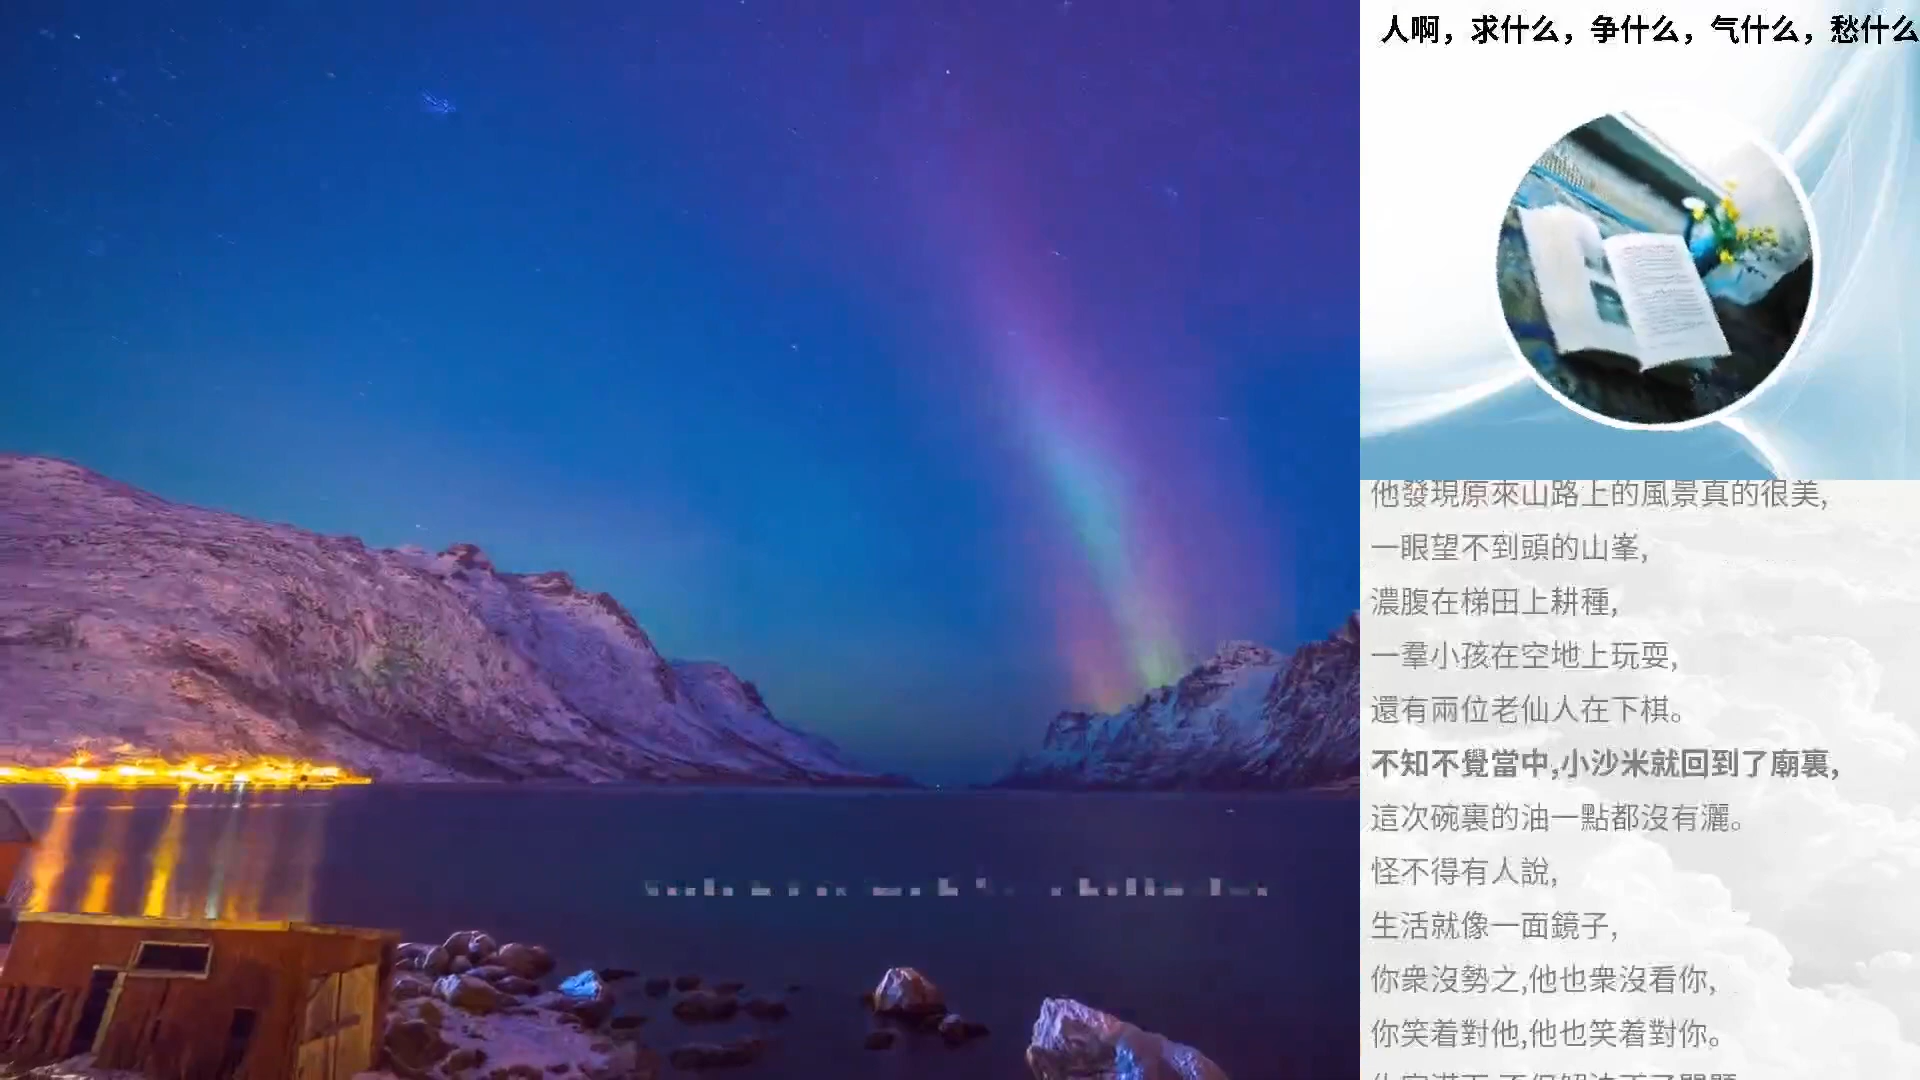 人啊，求什么，争什么，气什么，愁什么
他發現原來山路上的風景真的很美,
一眼望不到頭的山峯,
濃腹在梯田上耕種,
一羣小孩在空地上玩耍,
還有兩位老仙人在下棋。
不知不覺當中,小沙米就回到了廟裏,
這次碗裏的油一點都沒有灑。
怪不得有人說,
生活就像一面鏡子,
你衆沒勢之,他也衆沒看你,
你笑着對他,他也笑着對你。